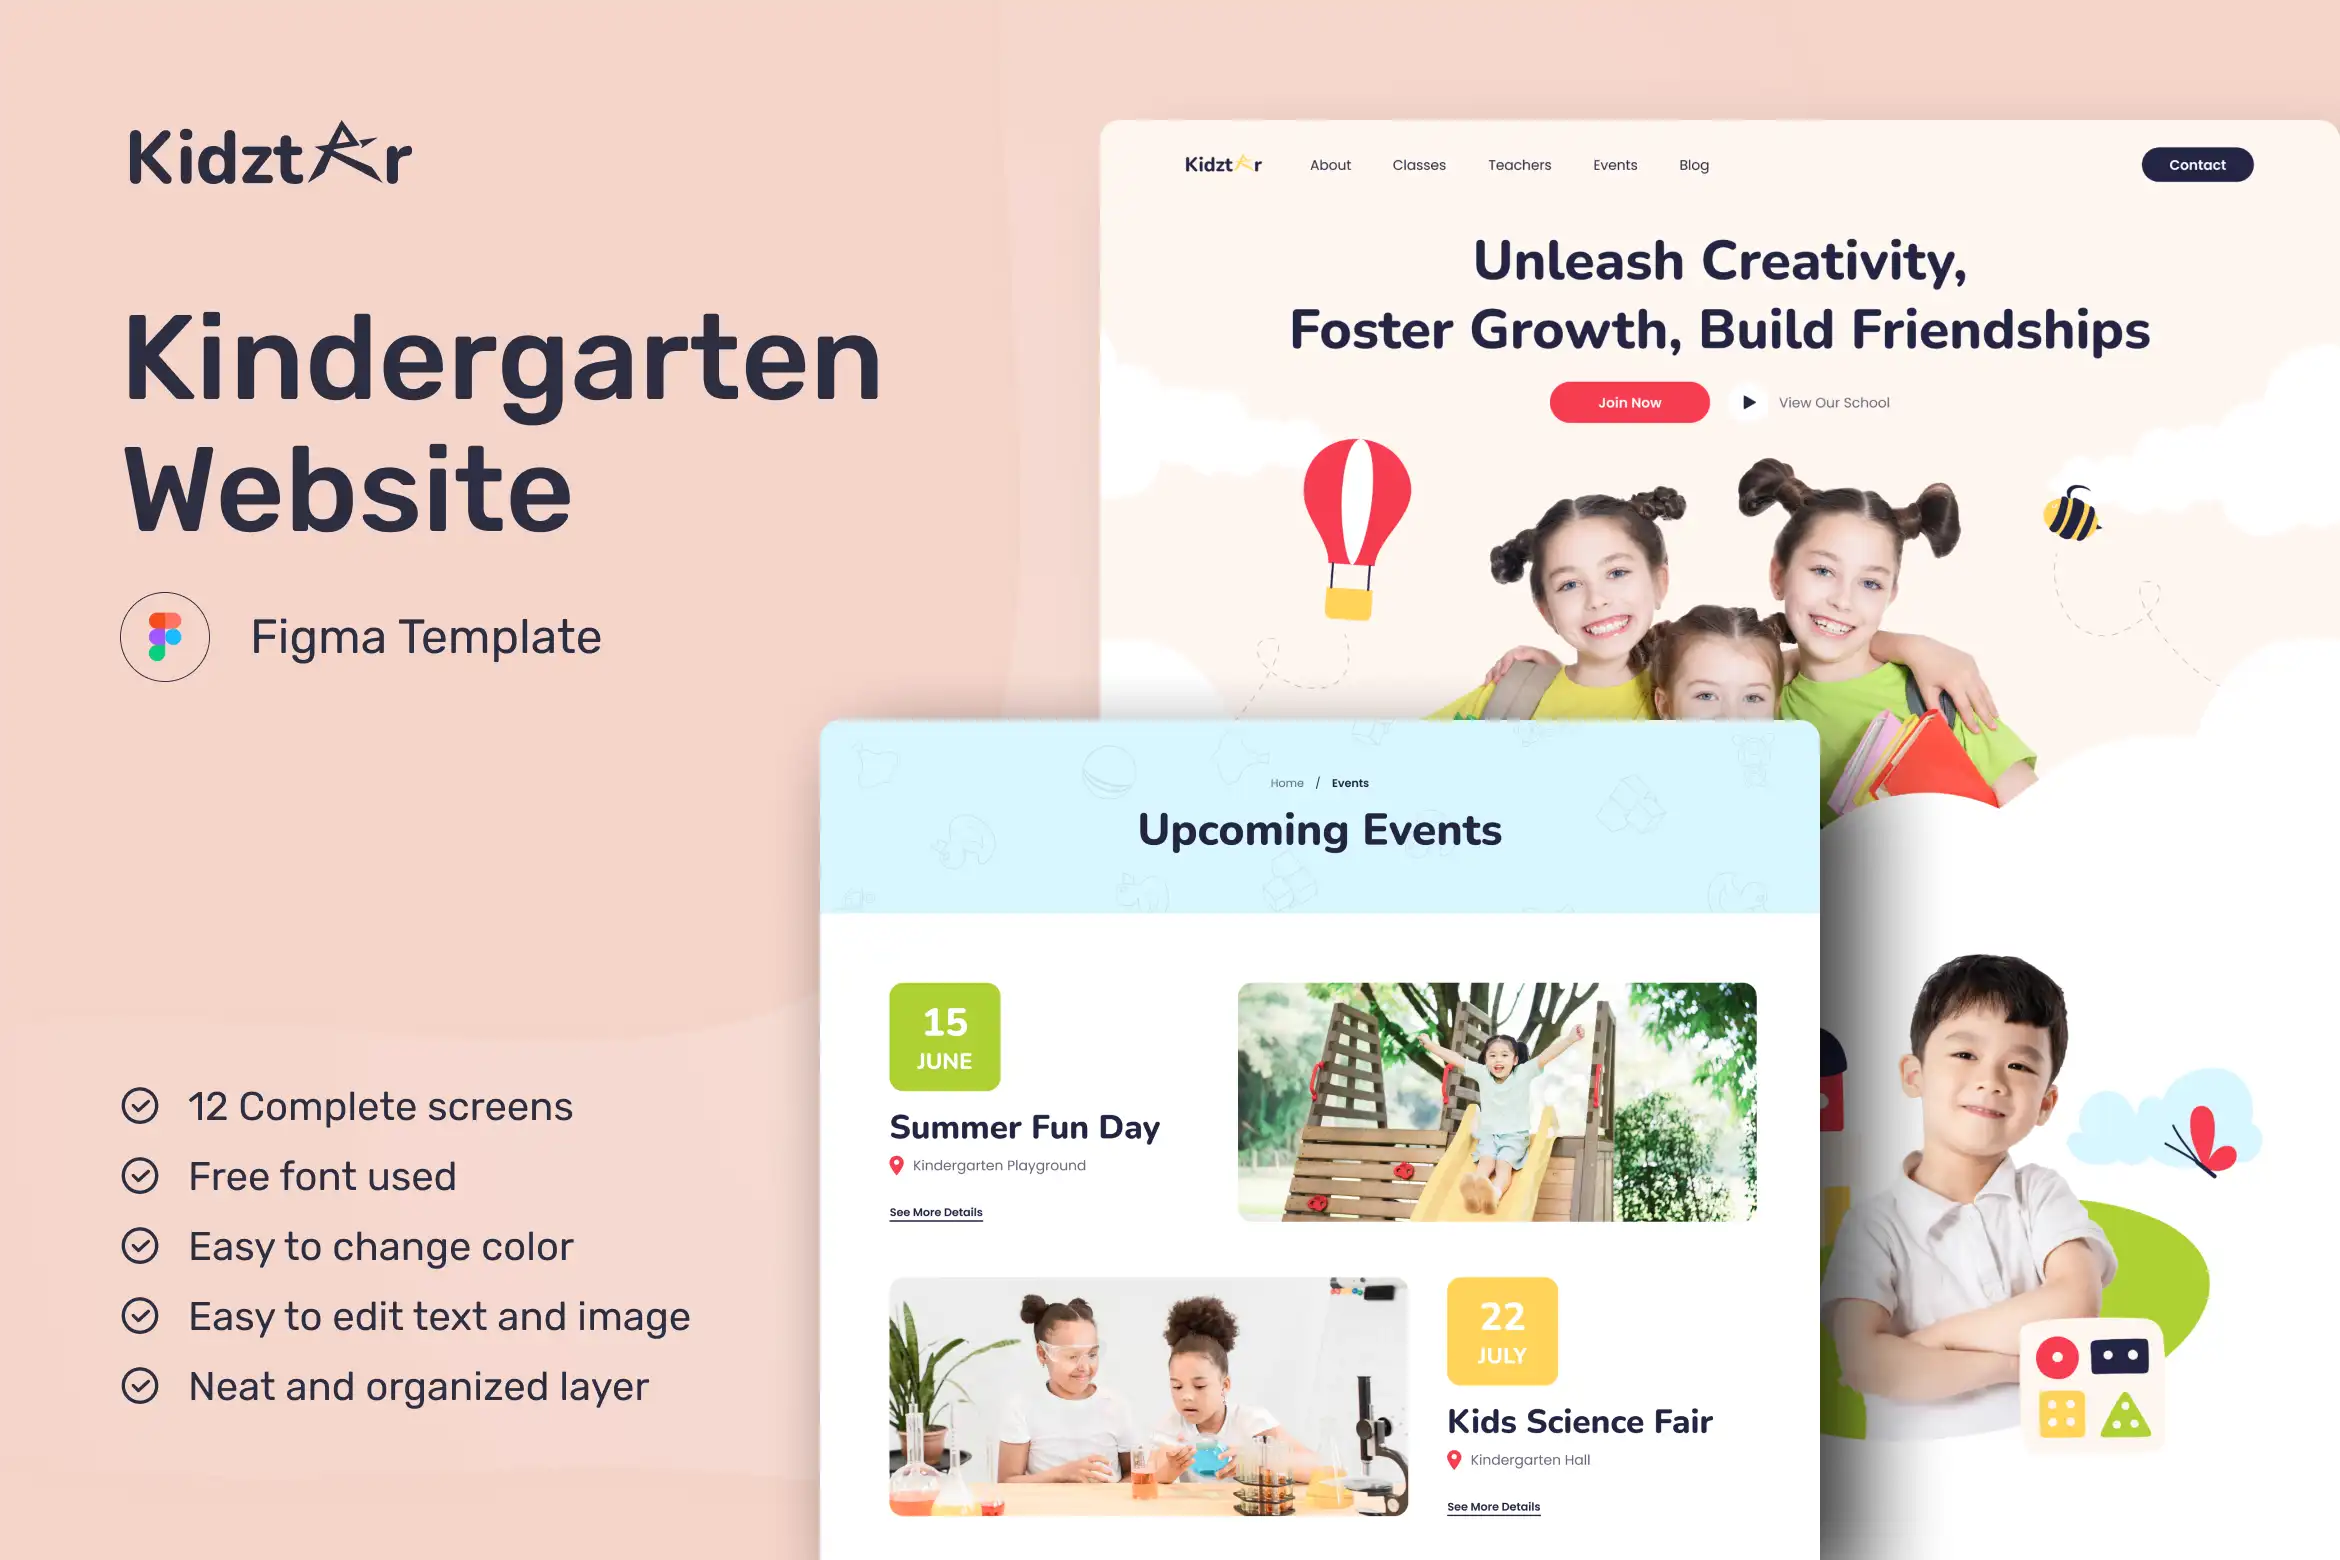 Kidztar
Kindergarten
Website
Figma Template
12 Complete screens
Free font used
Easy to change color
Easy to edit text and image
Neat and organized layer
Kidztar
About
Classes
Teachers
Events
Blog
Contact
Unleash Creativity,
Foster Growth, Build Friendships
Join Now
View Our School
Home / Events
Upcoming Events
15
JUNE
Summer Fun Day
Kindergarten Playground
See More Details
22
JULY
Kids Science Fair
Kindergarten Hall
See More Details